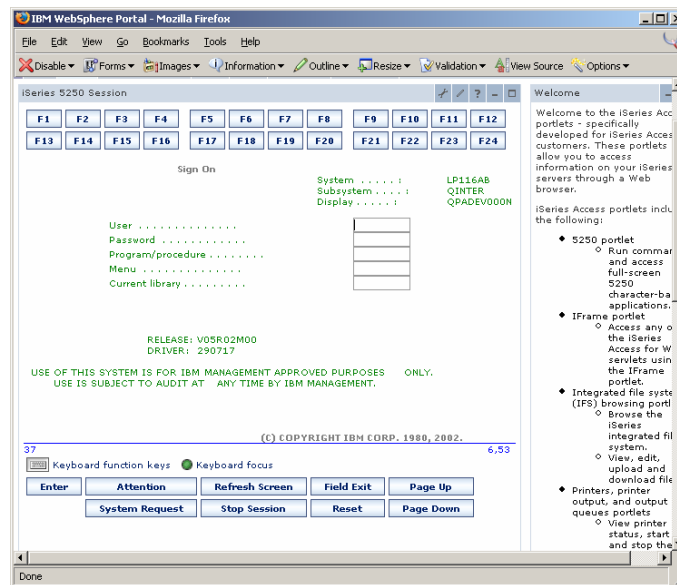 IBM WebSphere Portal - Mozilla Firefox
File Edit View Go Bookmarks Tools Help
Disable Forms Images Information Outline Resize Validation View Source Options
iSeries 5250 Session
F1 F2 F3 F4 F5 F6 F7 F8 F9 F10 F11 F12
F13 F14 F15 F16 F17 F18 F19 F20 F21 F22 F23 F24
Sign On
System . . . . . : LP116AB
Subsystem . . . . : QINTER
Display . . . . . : QPADEV000N
User . . . . . . . . . . . . . .
Password . . . . . . . . . . . .
Program/procedure . . . . . . . .
Menu . . . . . . . . . . . . . .
Current library . . . . . . . . .
RELEASE: V05R02M00
DRIVER: 290717
USE OF THIS SYSTEM IS FOR IBM MANAGEMENT APPROVED PURPOSES ONLY.
USE IS SUBJECT TO AUDIT AT ANY TIME BY IBM MANAGEMENT.
(C) COPYRIGHT IBM CORP. 1980, 2002.
37 6,53
Keyboard function keys Keyboard focus
Enter Attention Refresh Screen Field Exit Page Up
System Request Stop Session Reset Page Down
Welcome
Welcome to the iSeries Acc
portlets - specifically
developed for iSeries Acces
customers. These portlets
allow you to access
information on your iSeries
servers through a Web
browser.
iSeries Access portlets inclu
the following:
5250 portlet
Run comman
and access
full-screen
5250
character-ba
applications.
IFrame portlet
Access any o
the iSeries
Access for W
servlets usin
the IFrame
portlet.
Integrated file syste
(IFS) browsing portl
Browse the
iSeries
integrated fil
system.
View, edit,
upload and
download file
Printers, printer
output, and output
queues portlets
View printer
status, start
and stop the
Done